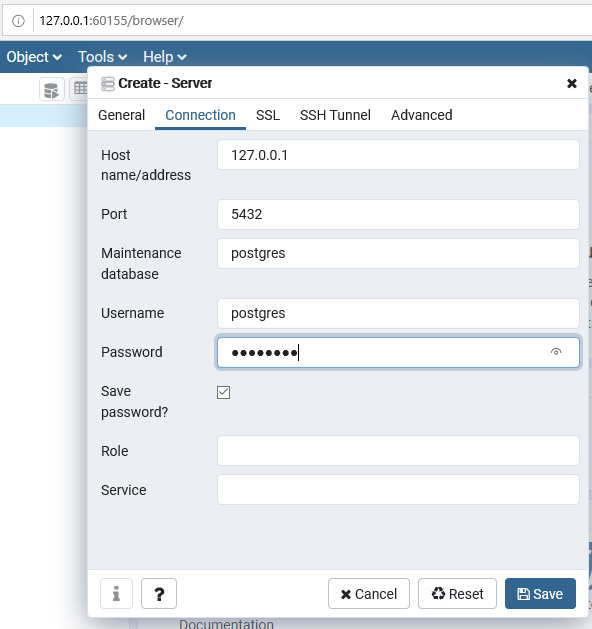 127.0.0.1:60155/browser/
Object Tools Help
Create - Server
General Connection SSL SSH Tunnel Advanced
Host name/address 127.0.0.1
Port 5432
Maintenance database postgres
Username postgres
Password ••••••••
Save password?
Role
Service
i ? Cancel Reset Save
Documentation